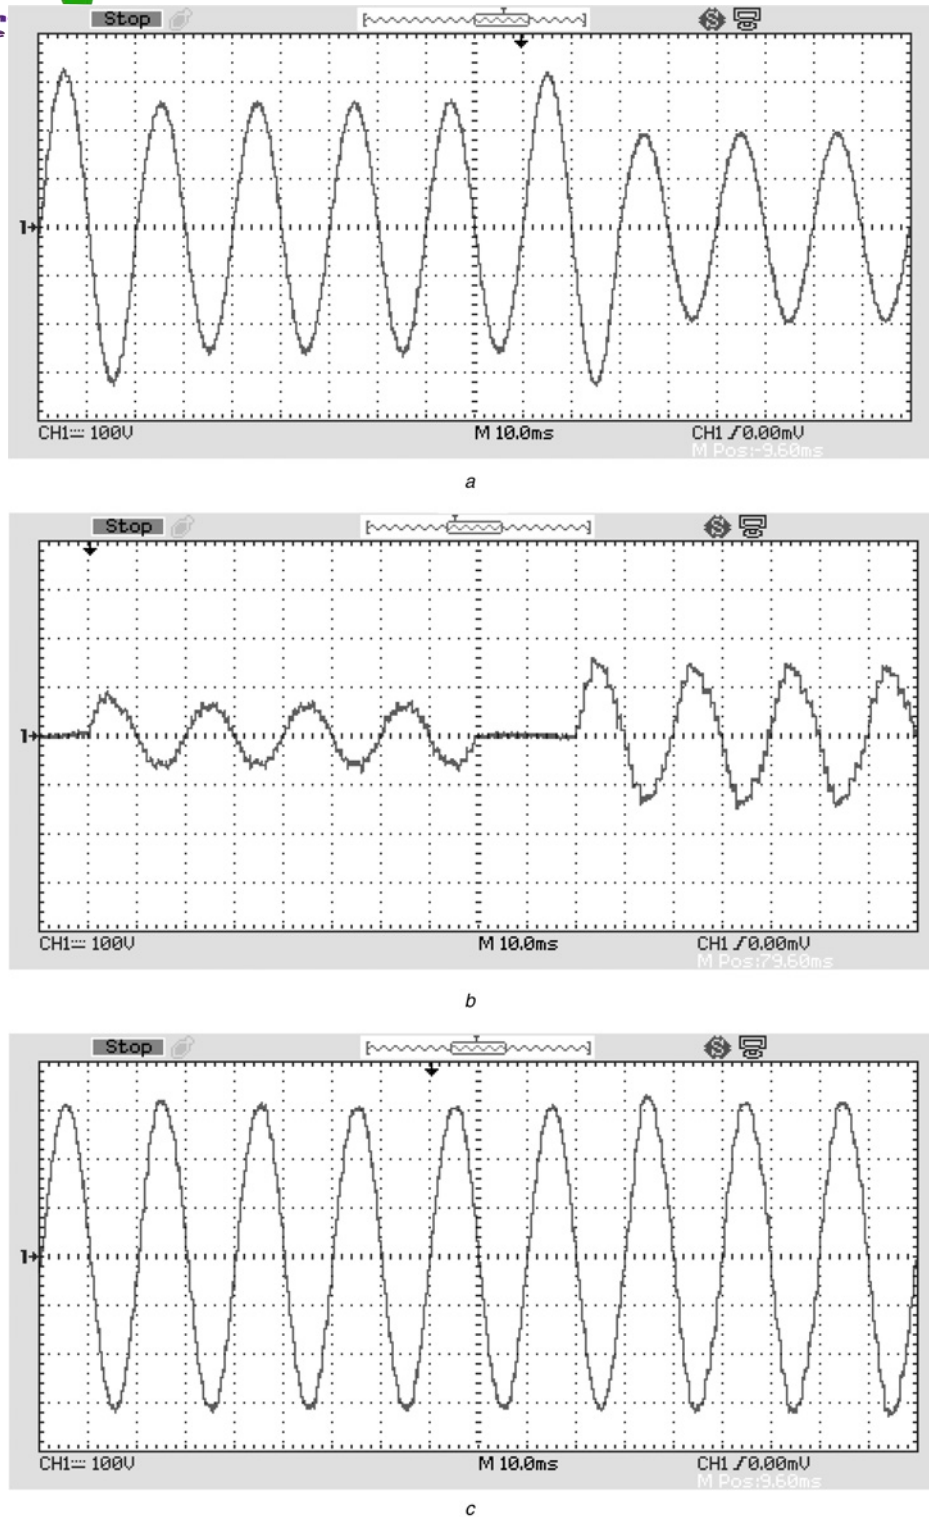 Stop
1
CH1 100V M 10.0ms CH1 0.00mV
M Pos:-9.60ms
a
Stop
1
CH1 100V M 10.0ms CH1 0.00mV
M Pos:79.60ms
b
Stop
1
CH1 100V M 10.0ms CH1 0.00mV
M Pos:9.60ms
c